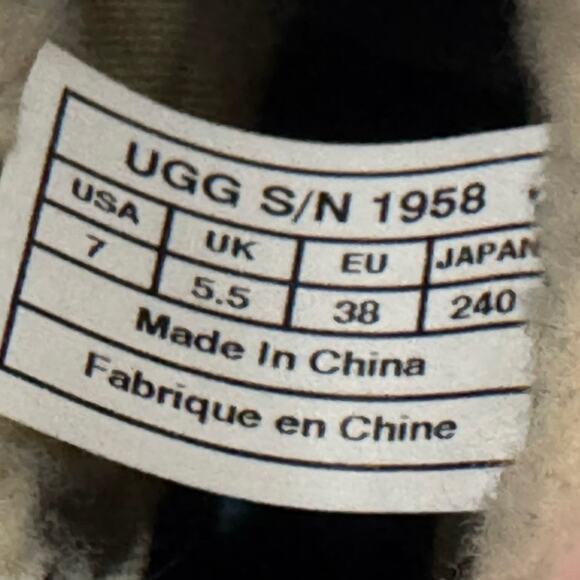 UGG S/N 1958
USA UK EU JAPAN
7 5.5 38 240
Made In China
Fabrique en Chine